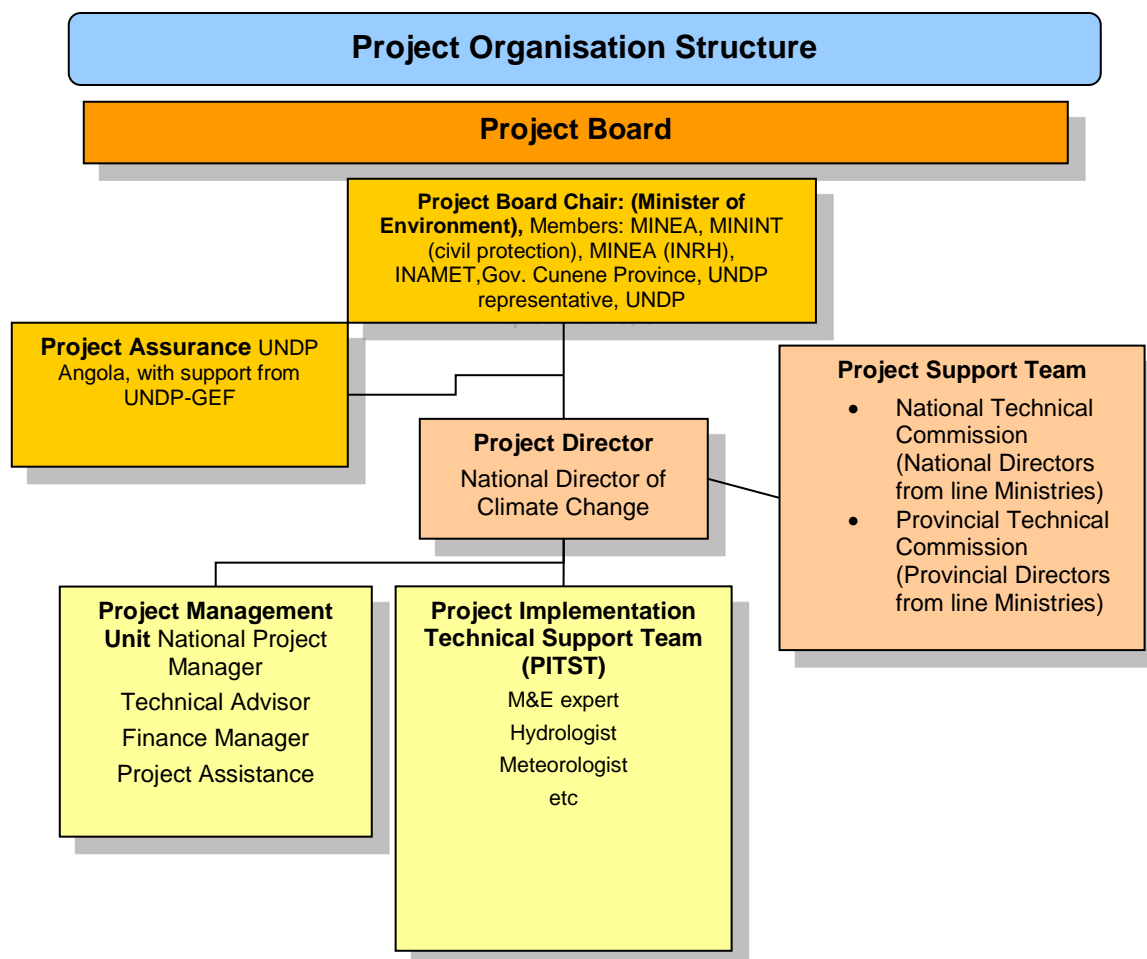 Project Organisation Structure
Project Board
Project Board Chair: (Minister of
Environment), Members: MINEA, MININT
(civil protection), MINEA (INRH),
INAMET,Gov. Cunene Province, UNDP
representative, UNDP
Project Assurance UNDP
Angola, with support from
UNDP-GEF
Project Support Team
• National Technical
Commission
(National Directors
from line Ministries)
• Provincial Technical
Commission
(Provincial Directors
from line Ministries)
Project Director
National Director of
Climate Change
Project Management
Unit National Project
Manager
Technical Advisor
Finance Manager
Project Assistance
Project Implementation
Technical Support Team
(PITST)
M&E expert
Hydrologist
Meteorologist
etc